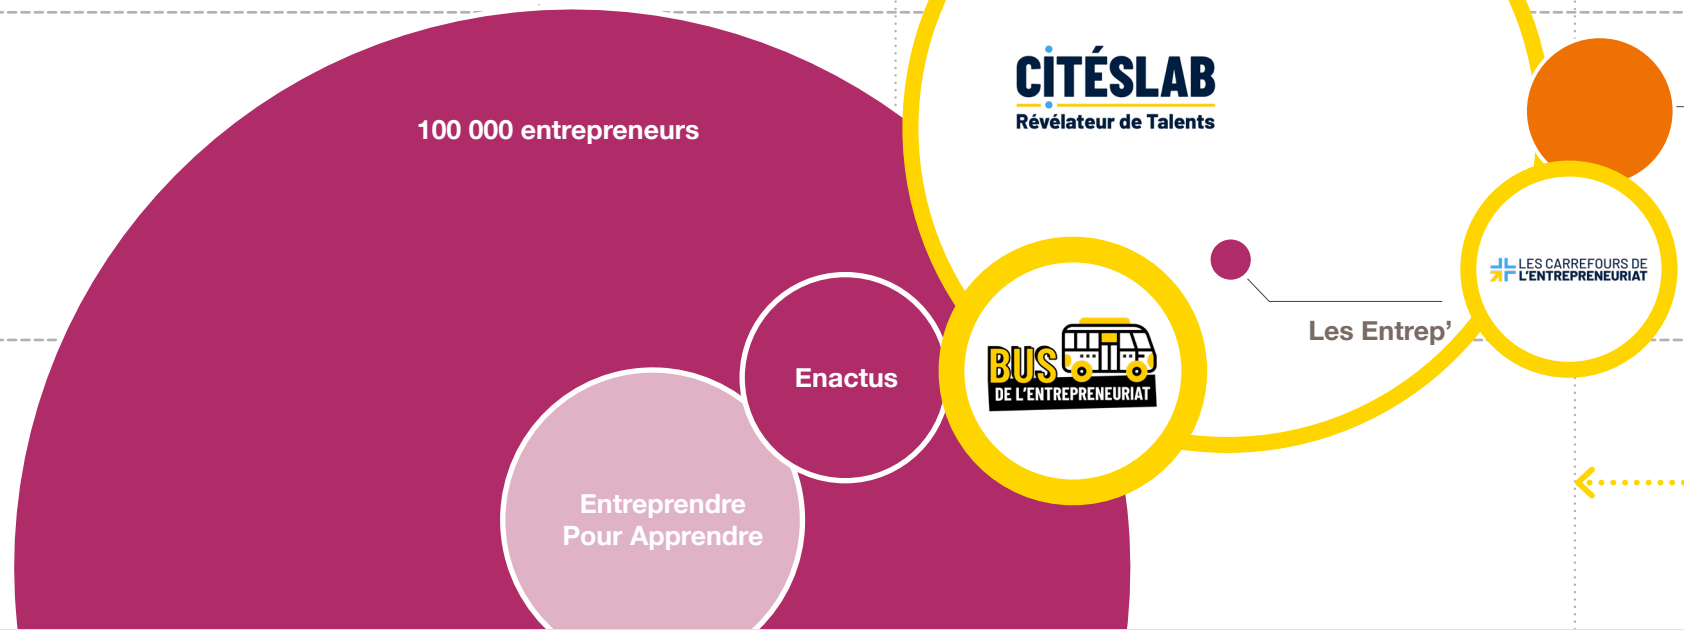 CITÉSLAB
Révélateur de Talents
100 000 entrepreneurs
LES CARREFOURS DE
L'ENTREPRENEURIAT
Les Entrep’
BUS
DE L'ENTREPRENEURIAT
Enactus
Entreprendre
Pour Apprendre